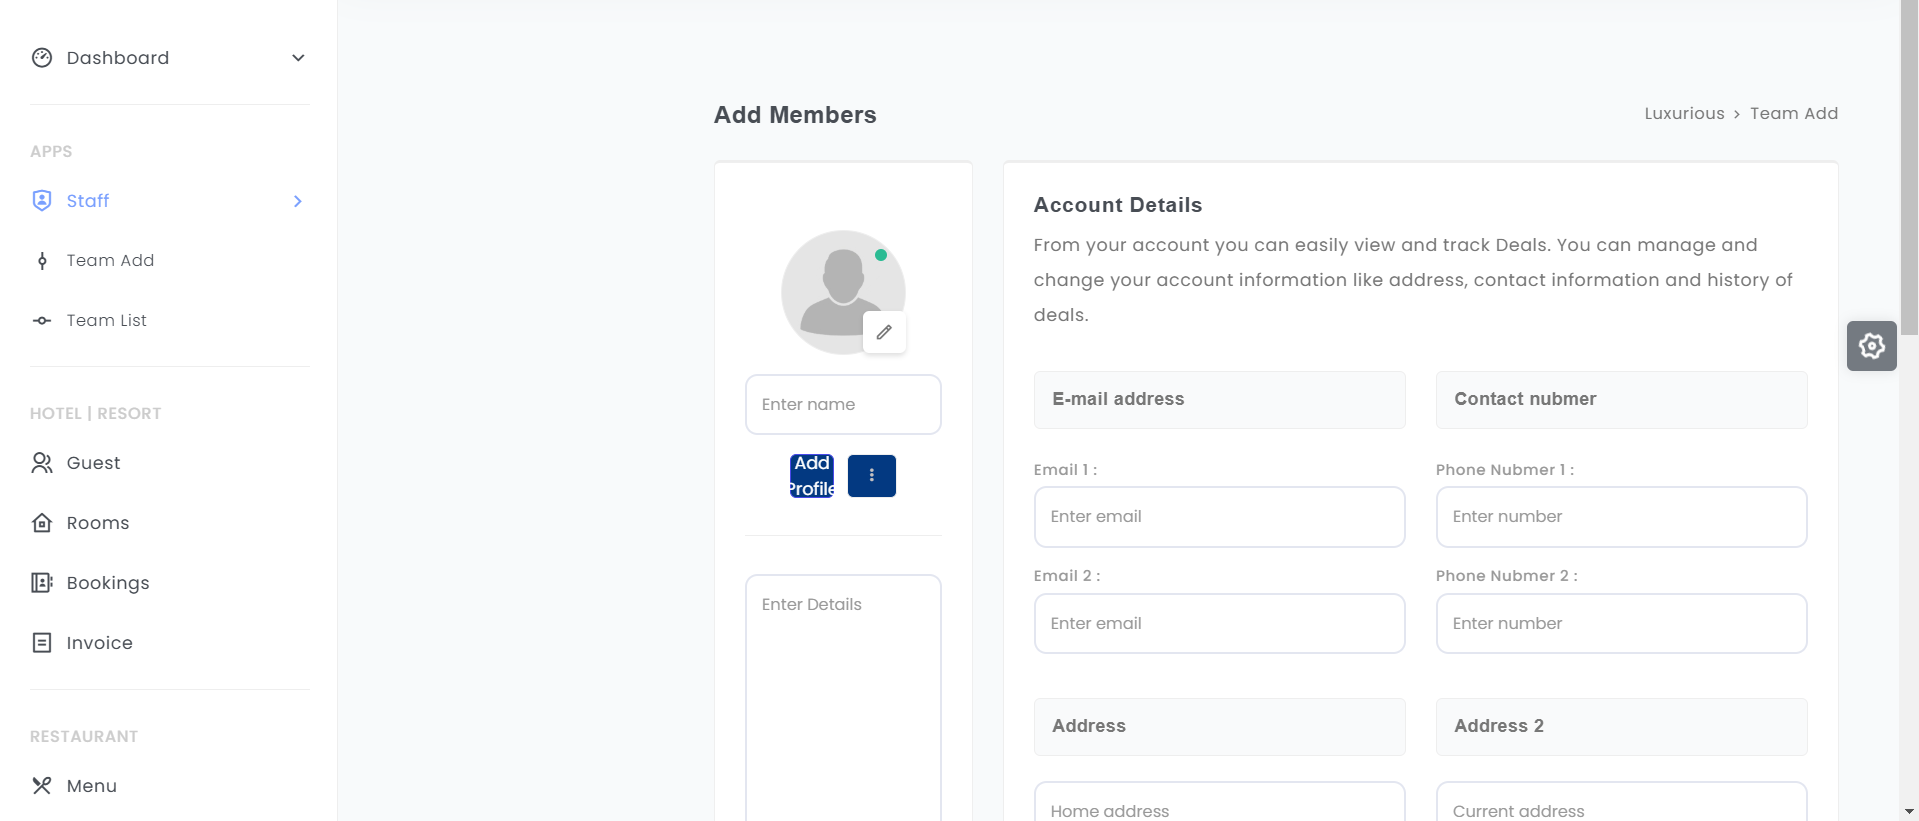 Dashboard
APPS
Staff
Team Add
Team List
HOTEL | RESORT
Guest
Rooms
Bookings
Invoice
RESTAURANT
Menu
Add Members
Luxurious > Team Add
Enter name
Add
Profile
Enter Details
Account Details
From your account you can easily view and track Deals. You can manage and
change your account information like address, contact information and history of
deals.
E-mail address
Contact nubmer
Email 1 :
Phone Nubmer 1 :
Enter email
Enter number
Email 2 :
Phone Nubmer 2 :
Enter email
Enter number
Address
Address 2
Home address
Current address